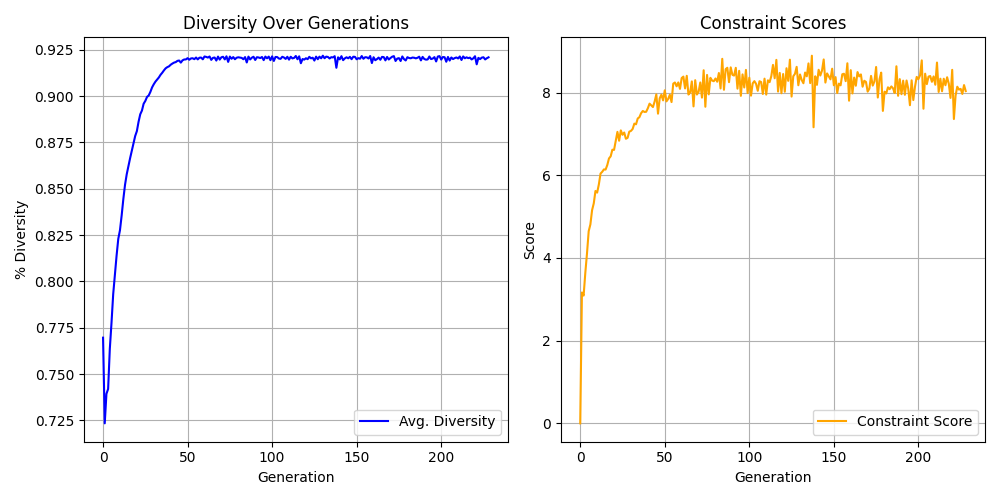 Diversity Over Generations
% Diversity
0.925
0.900
0.875
0.850
0.825
0.800
0.775
0.750
0.725
0 50 100 150 200
Generation
Avg. Diversity
Constraint Scores
Score
8
6
4
2
0
0 50 100 150 200
Generation
Constraint Score